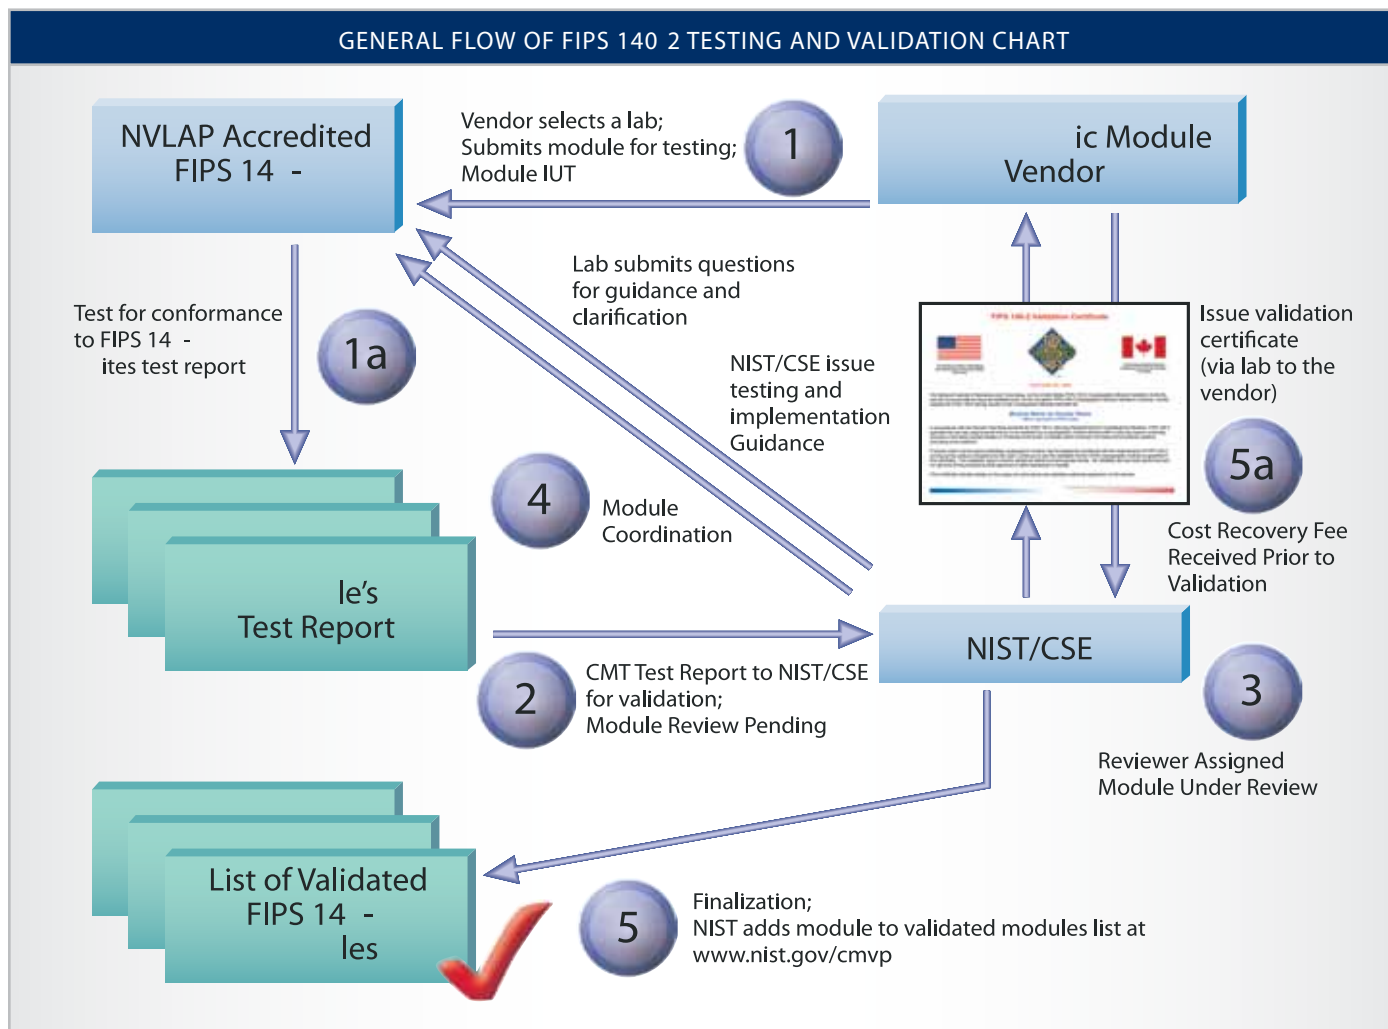 GENERAL FLOW OF FIPS 140 2 TESTING AND VALIDATION CHART
NVLAP Accredited
FIPS 14 -
Vendor selects a lab;
Submits module for testing;
Module IUT
1
ic Module
Vendor
Lab submits questions
for guidance and
clarification
Test for conformance
to FIPS 14 -
ites test report
1a
NIST/CSE issue
testing and
implementation
Guidance
FIPS 140-2 Validation Certificate
Issue validation
certificate
(via lab to the
vendor)
5a
Cost Recovery Fee
Received Prior to
Validation
4
Module
Coordination
le's
Test Report
2
CMT Test Report to NIST/CSE
for validation;
Module Review Pending
NIST/CSE
3
Reviewer Assigned
Module Under Review
List of Validated
FIPS 14 -
les
5
Finalization;
NIST adds module to validated modules list at
www.nist.gov/cmvp